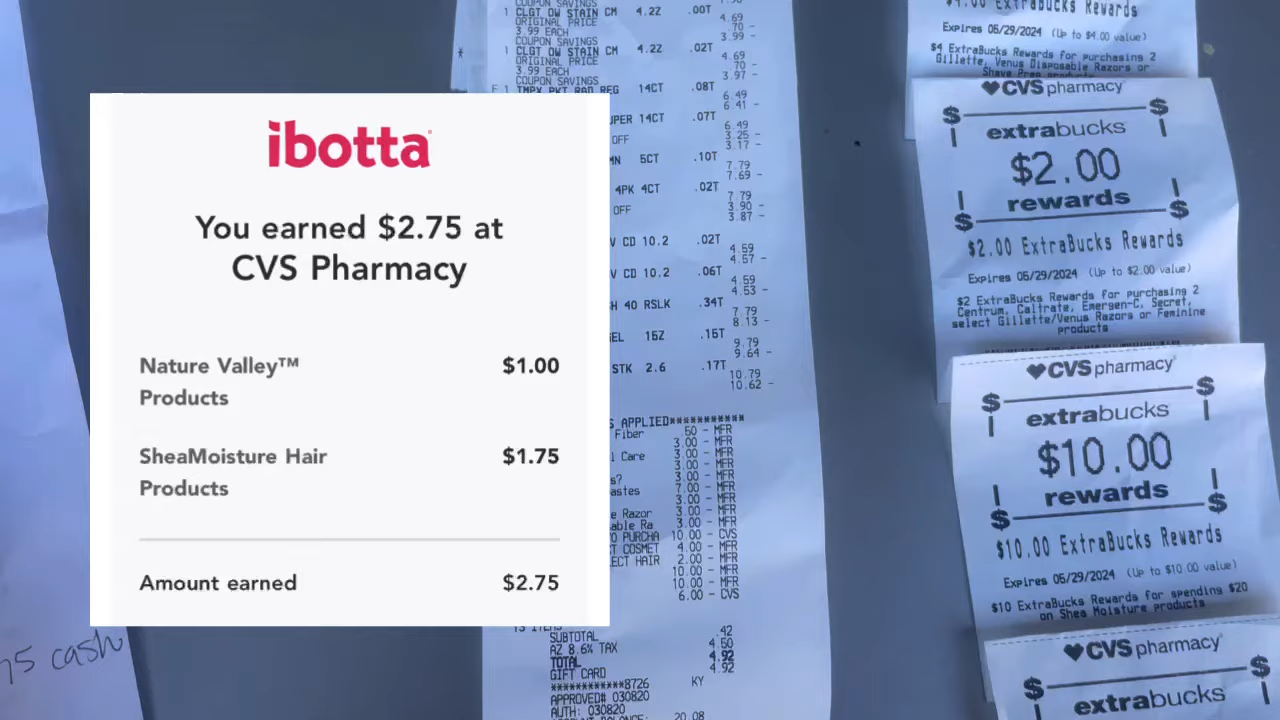 ibotta
You earned $2.75 at
CVS Pharmacy
Nature Valley™
Products
$1.00
SheaMoisture Hair
Products
$1.75
Amount earned
$2.75
75 cash
COUPON SAVINGS
1 CLGT OW STAIN CM 4.2Z .00T
ORIGINAL PRICE 4.69
3.99 EACH .70 -
COUPON SAVINGS 3.99 -
1 CLGT OW STAIN CM 4.2Z .02T
ORIGINAL PRICE 4.69
3.99 EACH .70 -
COUPON SAVINGS 3.97 -
F 1 TMPX PKT RAD REG 14CT .08T
6.49
6.41 -
UPER 14CT .07T
6.49
OFF 3.25 -
3.17 -
MN 5CT .10T
7.79
7.69 -
4PK 4CT .02T
7.79
OFF 3.90 -
3.87 -
V CD 10.2 .02T
4.59
4.57 -
V CD 10.2 .06T
4.59
4.53 -
SH 40 RSLK .34T
7.79
8.13 -
EL 15Z .15T
9.79
9.64 -
STK 2.6 .17T
10.79
10.62 -
S APPLIED***********
Fiber 50 - MFR
3.00 - MFR
l Care 3.00 - MFR
3.00 - MFR
s? 3.00 - MFR
astes 7.00 - MFR
3.00 - MFR
e Razor 3.00 - MFR
able Ra 3.00 - MFR
O PURCHA 10.00 - CVS
T COSMET 4.00 - MFR
ECT HAIR 2.00 - MFR
10.00 - MFR
10.00 - MFR
6.00 - CVS
13 ITEMS
SUBTOTAL .42
AZ 8.6% TAX 4.50
TOTAL 4.92
GIFT CARD 4.92
************8726 KY
APPROVED# 030820
AUTH: 030820
BALANCE: 20.08
$4.00 ExtraBucks Rewards
Expires 05/29/2024 (Up to $4.00 value)
$4 ExtraBucks Rewards for purchasing 2
Gillette, Venus Disposable Razors or
Shave Prep products
CVS pharmacy
extrabucks
$2.00
rewards
$2.00 ExtraBucks Rewards
Expires 05/29/2024 (Up to $2.00 value)
$2 ExtraBucks Rewards for purchasing 2
Centrum, Caltrate, Emergen-C, Secret,
select Gillette/Venus Razors or Feminine
products
CVS pharmacy
extrabucks
$10.00
rewards
$10.00 ExtraBucks Rewards
Expires 05/29/2024 (Up to $10.00 value)
$10 ExtraBucks Rewards for spending $20
on Shea Moisture products
CVS pharmacy
extrabucks